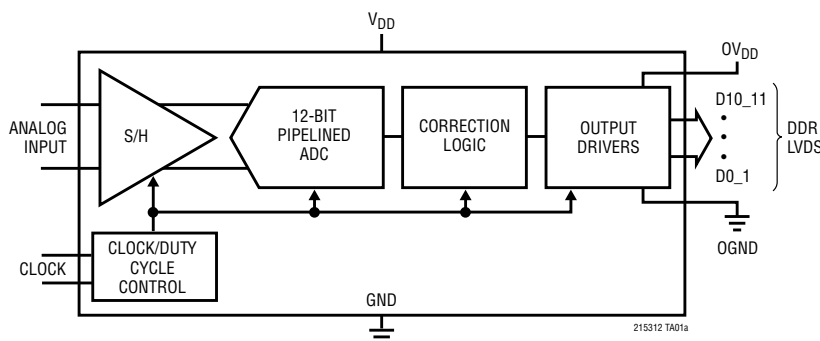 VDD
OVDD
ANALOG
INPUT
S/H
12-BIT
PIPELINED
ADC
CORRECTION
LOGIC
OUTPUT
DRIVERS
D10_11
•
•
•
D0_1
DDR
LVDS
OGND
CLOCK
CLOCK/DUTY
CYCLE
CONTROL
GND
215312 TA01a